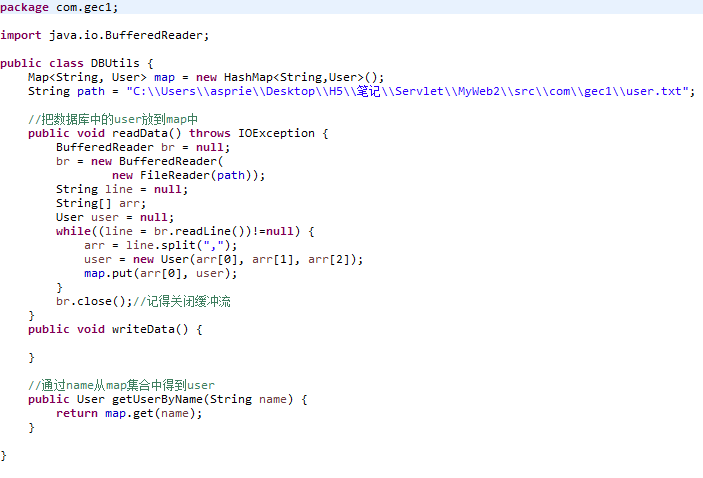 package com.gec1;
import java.io.BufferedReader;
public class DBUtils {
Map<String, User> map = new HashMap<String,User>();
String path = "C:\\Users\\asprie\\Desktop\\H5\\笔记\\Servlet\\MyWeb2\\src\\com\\gec1\\user.txt";
//把数据库中的user放到map中
public void readData() throws IOException {
BufferedReader br = null;
br = new BufferedReader(
new FileReader(path));
String line = null;
String[] arr;
User user = null;
while((line = br.readLine())!=null) {
arr = line.split(",");
user = new User(arr[0], arr[1], arr[2]);
map.put(arr[0], user);
}
br.close();//记得关闭缓冲流
}
public void writeData() {
}
//通过name从map集合中得到user
public User getUserByName(String name) {
return map.get(name);
}
}